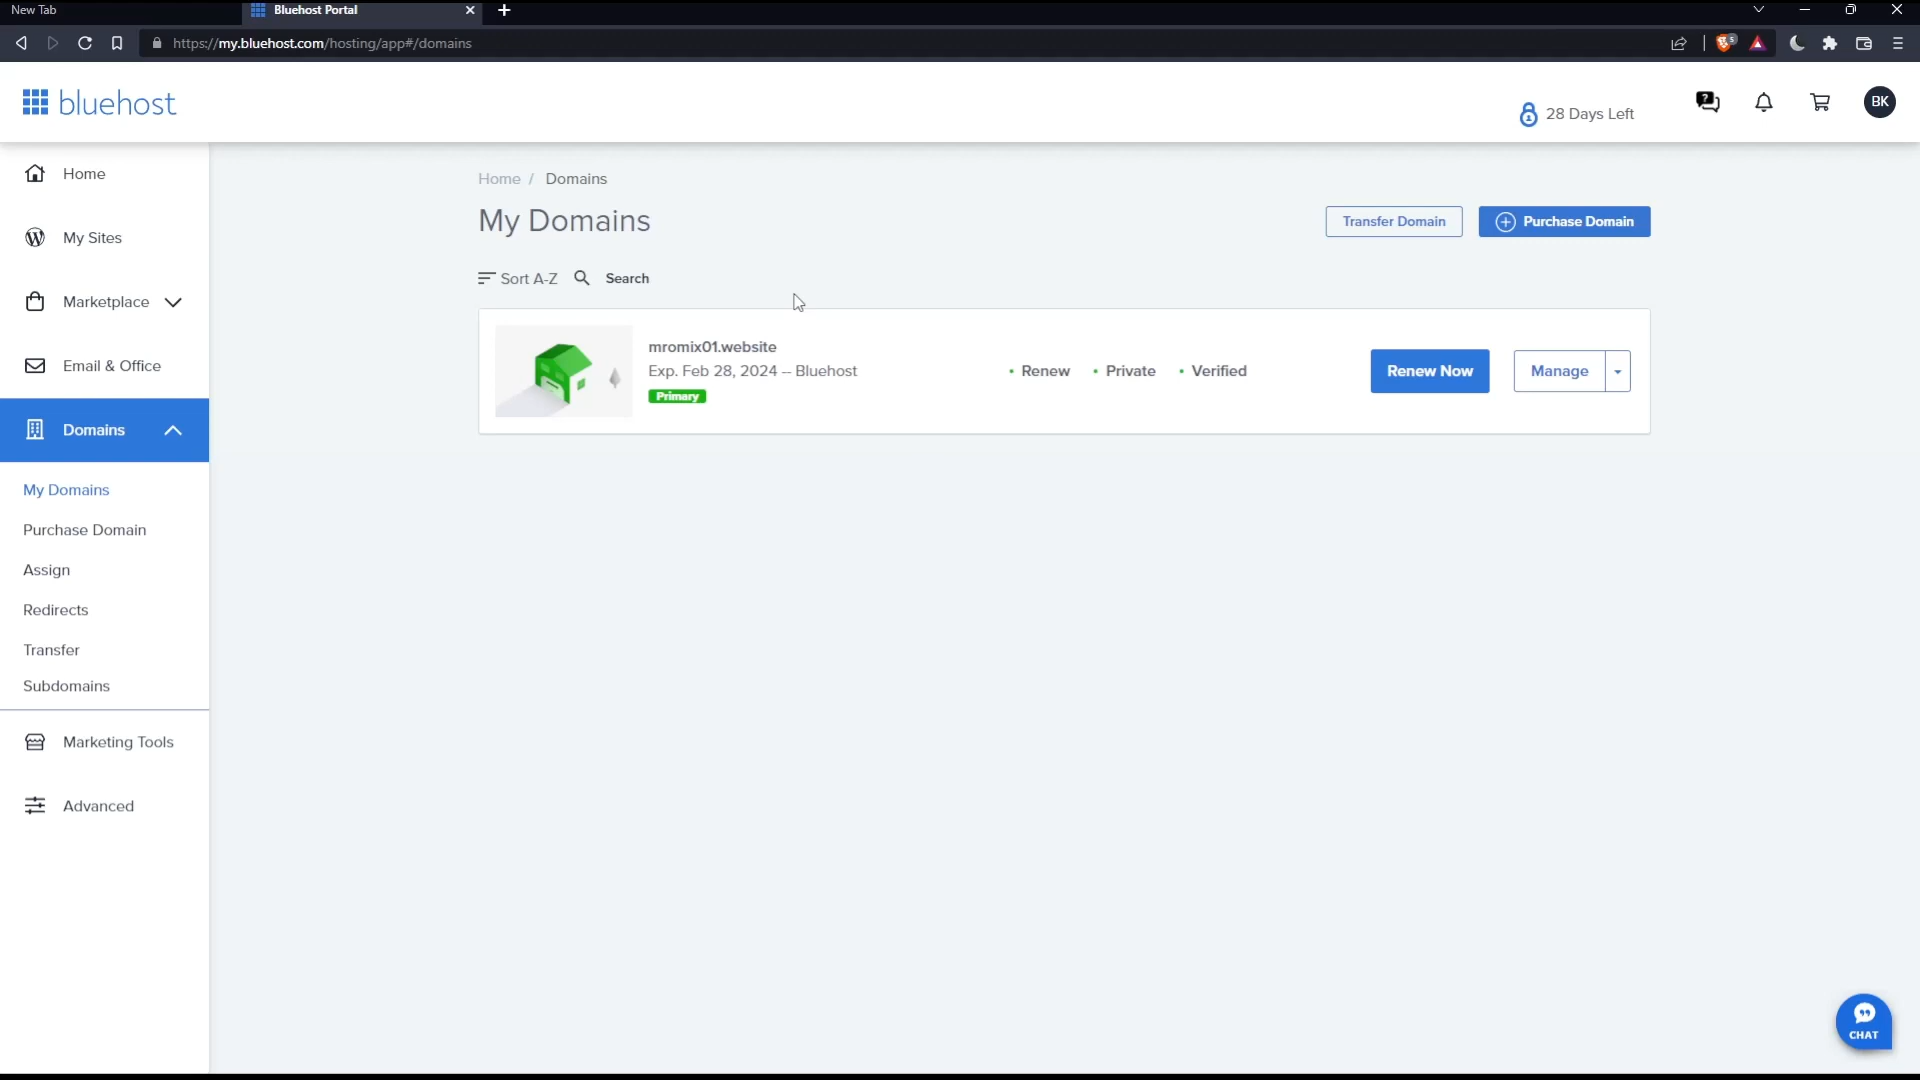 New Tab
Bluehost Portal
https://my.bluehost.com/hosting/app#/domains
5
bluehost
28 Days Left
?
BK
Home
My Sites
Marketplace
Email & Office
Domains
My Domains
Purchase Domain
Assign
Redirects
Transfer
Subdomains
Marketing Tools
Advanced
Home / Domains
My Domains
Transfer Domain
Purchase Domain
Sort A-Z
Search
mromix01.website
Exp. Feb 28, 2024 -- Bluehost
Primary
• Renew • Private • Verified
Renew Now
Manage
CHAT